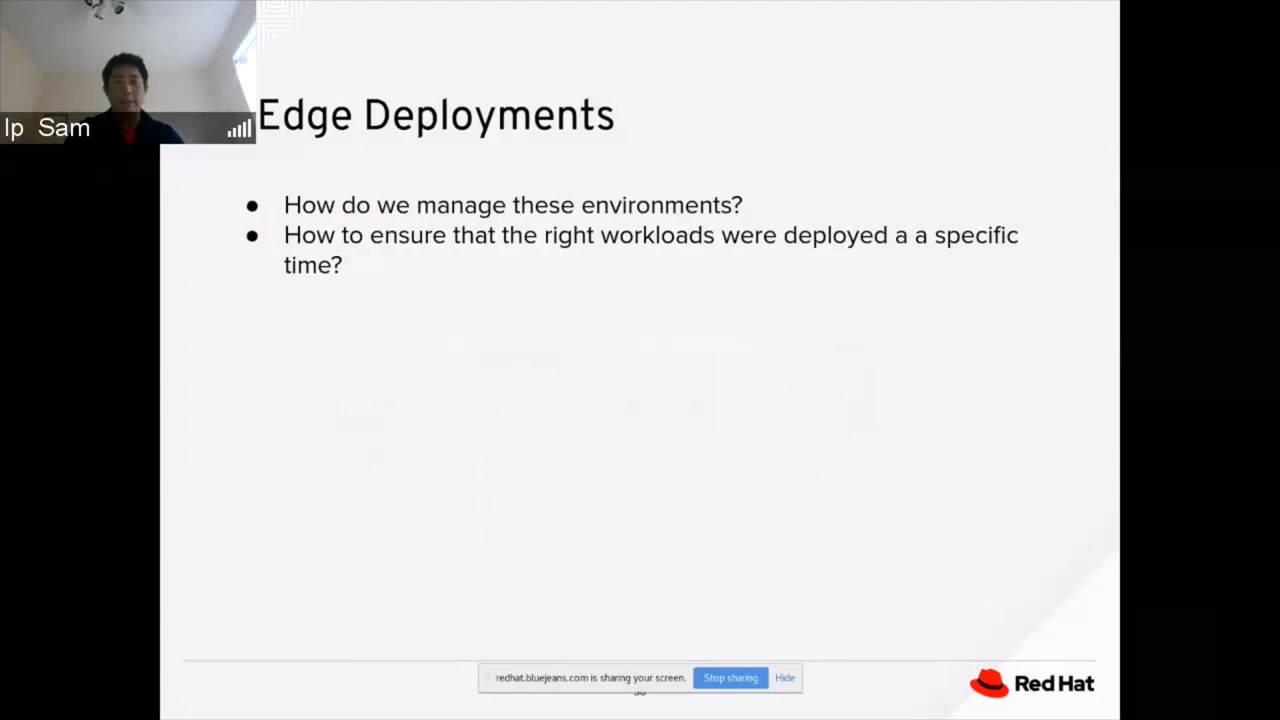 Ip Sam
Edge Deployments
● How do we manage these environments?
● How to ensure that the right workloads were deployed a a specific
time?
redhat.bluejeans.com is sharing your screen. Stop sharing Hide
Red Hat